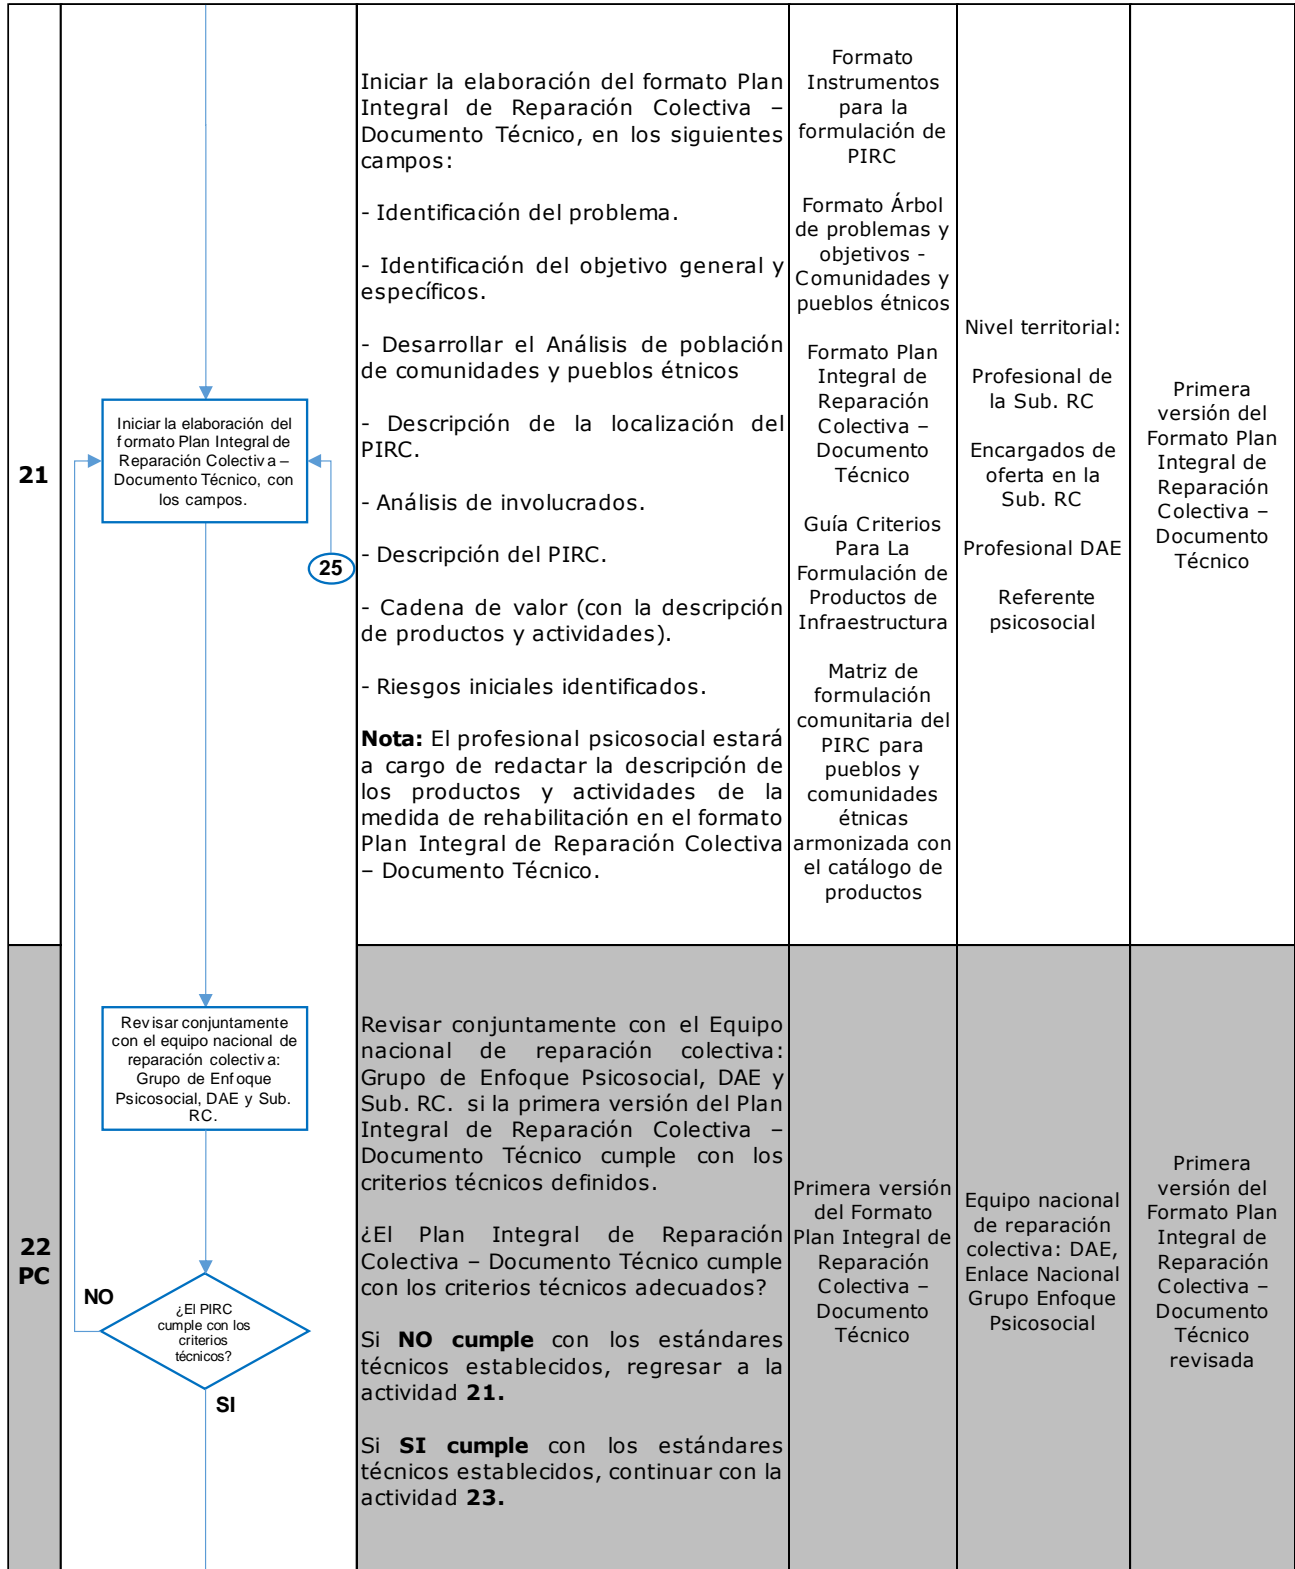 21
Iniciar la elaboración del
formato Plan Integral de
Reparación Colectiva –
Documento Técnico, con
los campos.
25
Iniciar la elaboración del formato Plan
Integral de Reparación Colectiva –
Documento Técnico, en los siguientes
campos:
- Identificación del problema.
- Identificación del objetivo general y
específicos.
- Desarrollar el Análisis de población
de comunidades y pueblos étnicos
- Descripción de la localización del
PIRC.
- Análisis de involucrados.
- Descripción del PIRC.
- Cadena de valor (con la descripción
de productos y actividades).
- Riesgos iniciales identificados.
Nota: El profesional psicosocial estará
a cargo de redactar la descripción de
los productos y actividades de la
medida de rehabilitación en el formato
Plan Integral de Reparación Colectiva
– Documento Técnico.
Formato
Instrumentos
para la
formulación de
PIRC
Formato Árbol
de problemas y
objetivos -
Comunidades y
pueblos étnicos
Formato Plan
Integral de
Reparación
Colectiva –
Documento
Técnico
Guía Criterios
Para La
Formulación de
Productos de
Infraestructura
Matriz de
formulación
comunitaria del
PIRC para
pueblos y
comunidades
étnicas
armonizada con
el catálogo de
productos
Nivel territorial:
Profesional de
la Sub. RC
Encargados de
oferta en la
Sub. RC
Profesional DAE
Referente
psicosocial
Primera
versión del
Formato Plan
Integral de
Reparación
Colectiva –
Documento
Técnico
22
PC
Revisar conjuntamente
con el equipo nacional de
reparación colectiva:
Grupo de Enfoque
Psicosocial, DAE y Sub.
RC.
NO
¿El PIRC
cumple con los
criterios
técnicos?
SI
Revisar conjuntamente con el Equipo
nacional de reparación colectiva:
Grupo de Enfoque Psicosocial, DAE y
Sub. RC. si la primera versión del Plan
Integral de Reparación Colectiva –
Documento Técnico cumple con los
criterios técnicos definidos.
¿El Plan Integral de Reparación
Colectiva – Documento Técnico cumple
con los criterios técnicos adecuados?
Si NO cumple con los estándares
técnicos establecidos, regresar a la
actividad 21.
Si SI cumple con los estándares
técnicos establecidos, continuar con la
actividad 23.
Primera versión
del Formato
Plan Integral de
Reparación
Colectiva –
Documento
Técnico
Equipo nacional
de reparación
colectiva: DAE,
Enlace Nacional
Grupo Enfoque
Psicosocial
Primera
versión del
Formato Plan
Integral de
Reparación
Colectiva –
Documento
Técnico
revisada